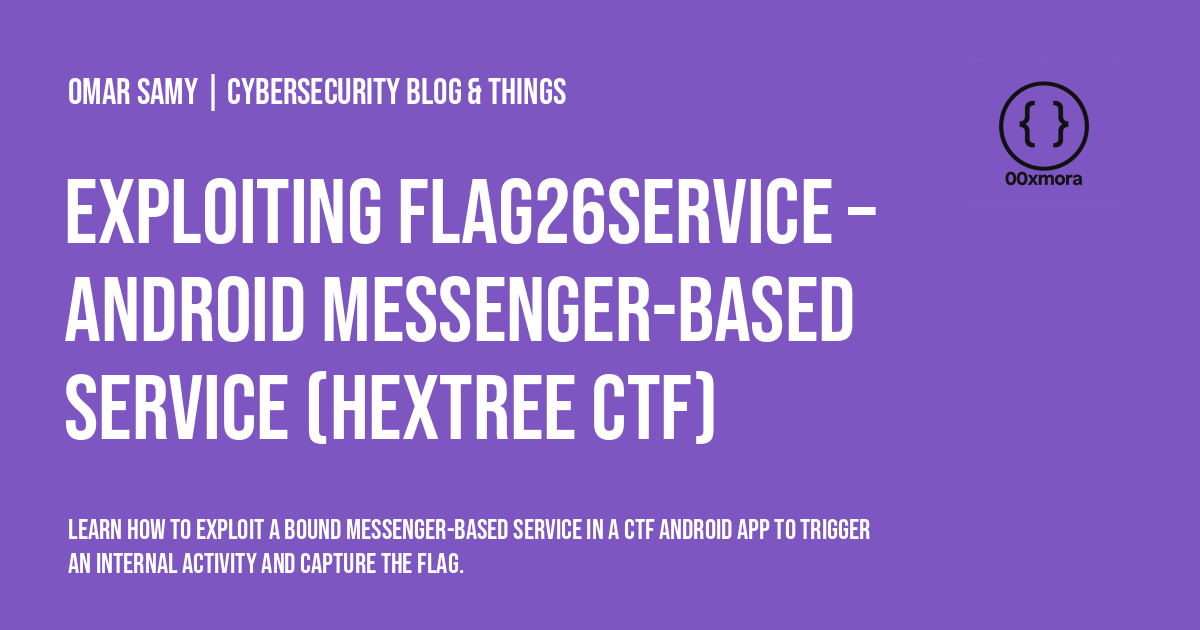 OMAR SAMY | CYBERSECURITY BLOG & THINGS
{ }
00xmora
EXPLOITING FLAG26SERVICE –
ANDROID MESSENGER-BASED
SERVICE (HEXTREE CTF)
LEARN HOW TO EXPLOIT A BOUND MESSENGER-BASED SERVICE IN A CTF ANDROID APP TO TRIGGER
AN INTERNAL ACTIVITY AND CAPTURE THE FLAG.